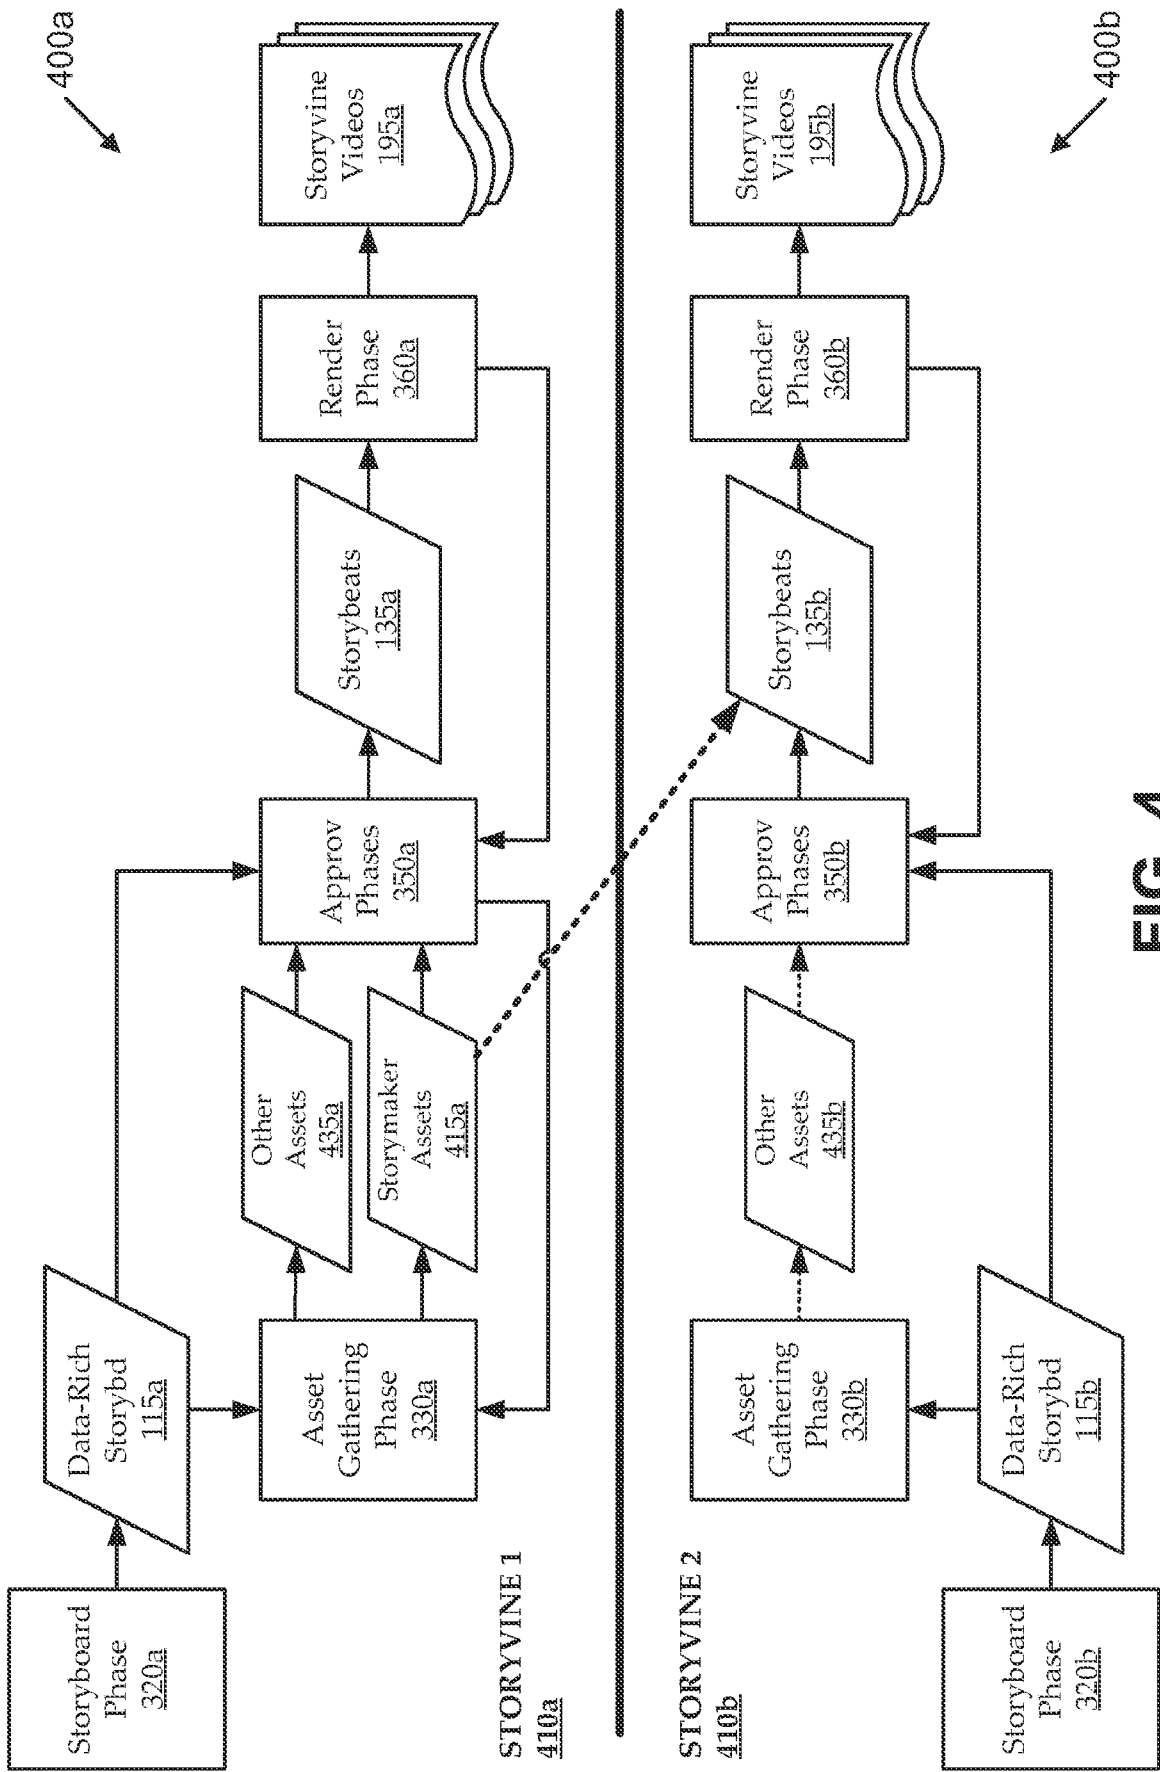 400a
Storyboard
Phase
320a
Data-Rich
Storybd
115a
Asset
Gathering
Phase
330a
Other
Assets
435a
Storymaker
Assets
415a
Approv
Phases
350a
Storybeats
135a
Render
Phase
360a
Storyvine
Videos
195a
STORYVINE 1
410a
STORYVINE 2
410b
Asset
Gathering
Phase
330b
Other
Assets
435b
Approv
Phases
350b
Storybeats
135b
Render
Phase
360b
Storyvine
Videos
195b
Storyboard
Phase
320b
Data-Rich
Storybd
115b
400b
FIG. 4